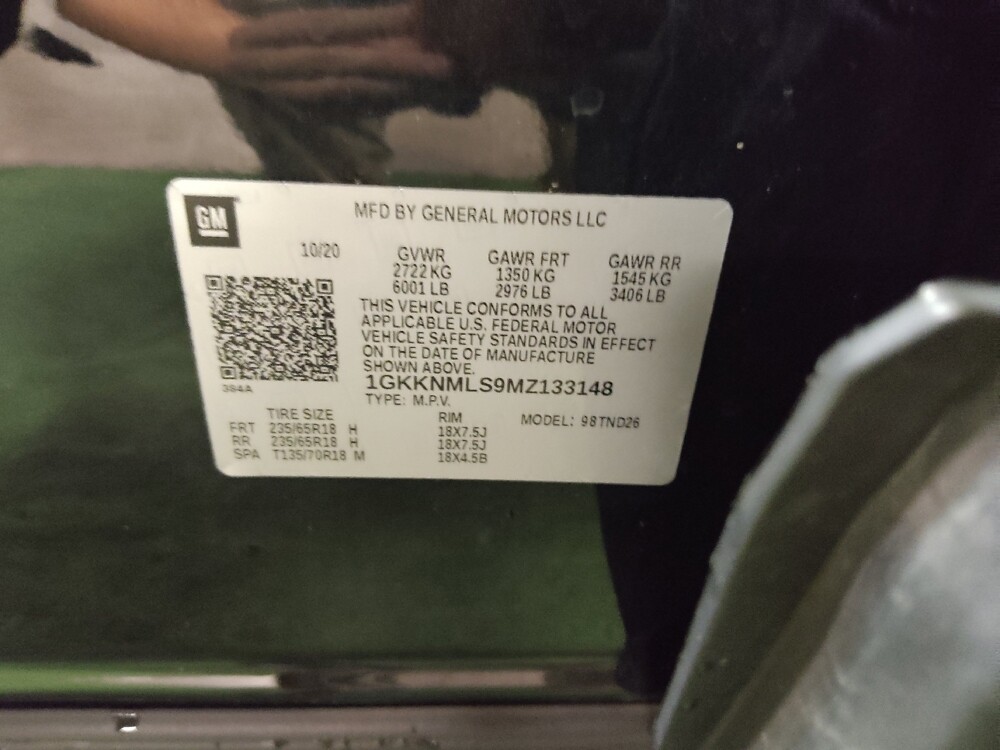 GM
MFD BY GENERAL MOTORS LLC
10/20 GVWR GAWR FRT GAWR RR
2722 KG 1350 KG 1545 KG
6001 LB 2976 LB 3406 LB
THIS VEHICLE CONFORMS TO ALL
APPLICABLE U.S. FEDERAL MOTOR
VEHICLE SAFETY STANDARDS IN EFFECT
ON THE DATE OF MANUFACTURE
SHOWN ABOVE.
394A
1GKKNMLS9MZ133148
TYPE: M.P.V.
TIRE SIZE RIM MODEL: 98TND26
FRT 235/65R18 H 18X7.5J
RR 235/65R18 H 18X7.5J
SPA T135/70R18 M 18X4.5B